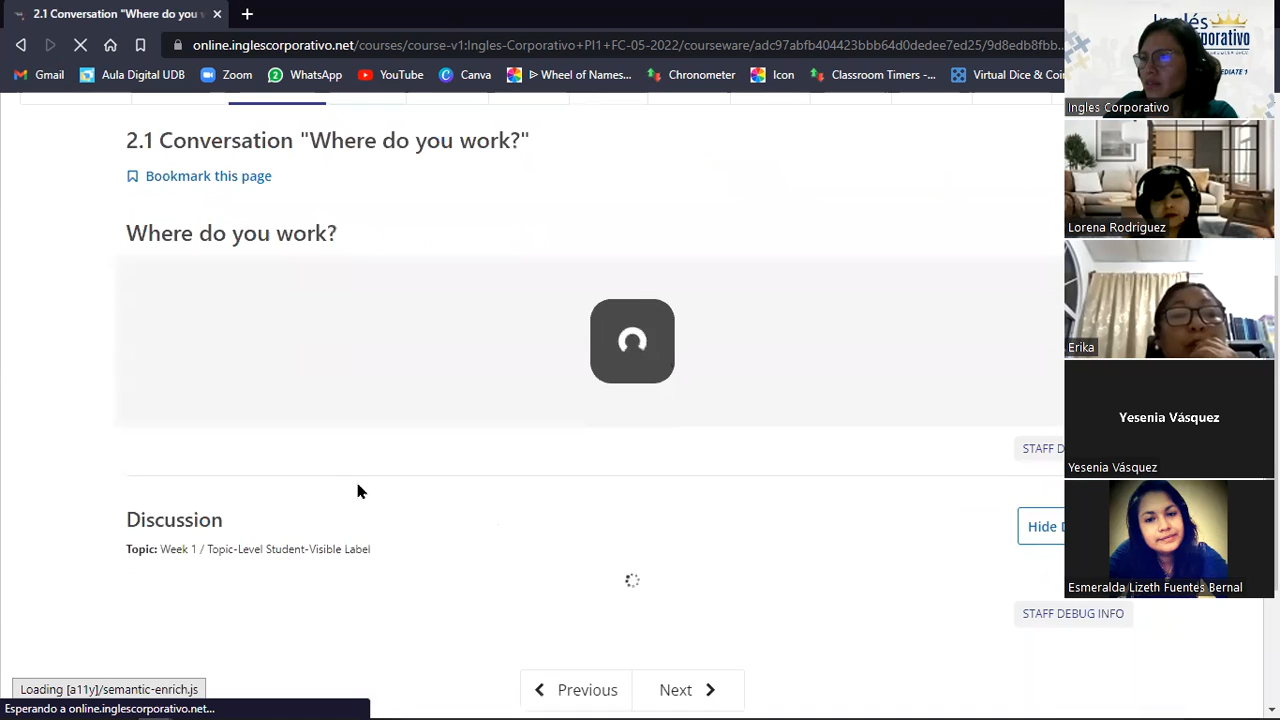 2.1 Conversation "Where do you
online.inglescorporativo.net/courses/course-v1:Ingles-Corporativo+PI1+FC-05-2022/courseware/adc97abfb404423bbb64d0dedee7ed25/9d8edb8fbb...
Gmail
Aula Digital UDB
Zoom
WhatsApp
YouTube
Canva
▷ Wheel of Names...
Chronometer
Icon
Classroom Timers -...
Virtual Dice & Coin
2.1 Conversation "Where do you work?"
Bookmark this page
Where do you work?
STAFF D
Discussion
Hide D
Topic: Week 1 / Topic-Level Student-Visible Label
STAFF DEBUG INFO
Previous
Next
Loading [a11y]/semantic-enrich.js
Esperando a online.inglescorporativo.net...
Inglés
Ingles Corporativo
Lorena Rodriguez
Erika
Yesenia Vásquez
Yesenia Vásquez
Esmeralda Lizeth Fuentes Bernal